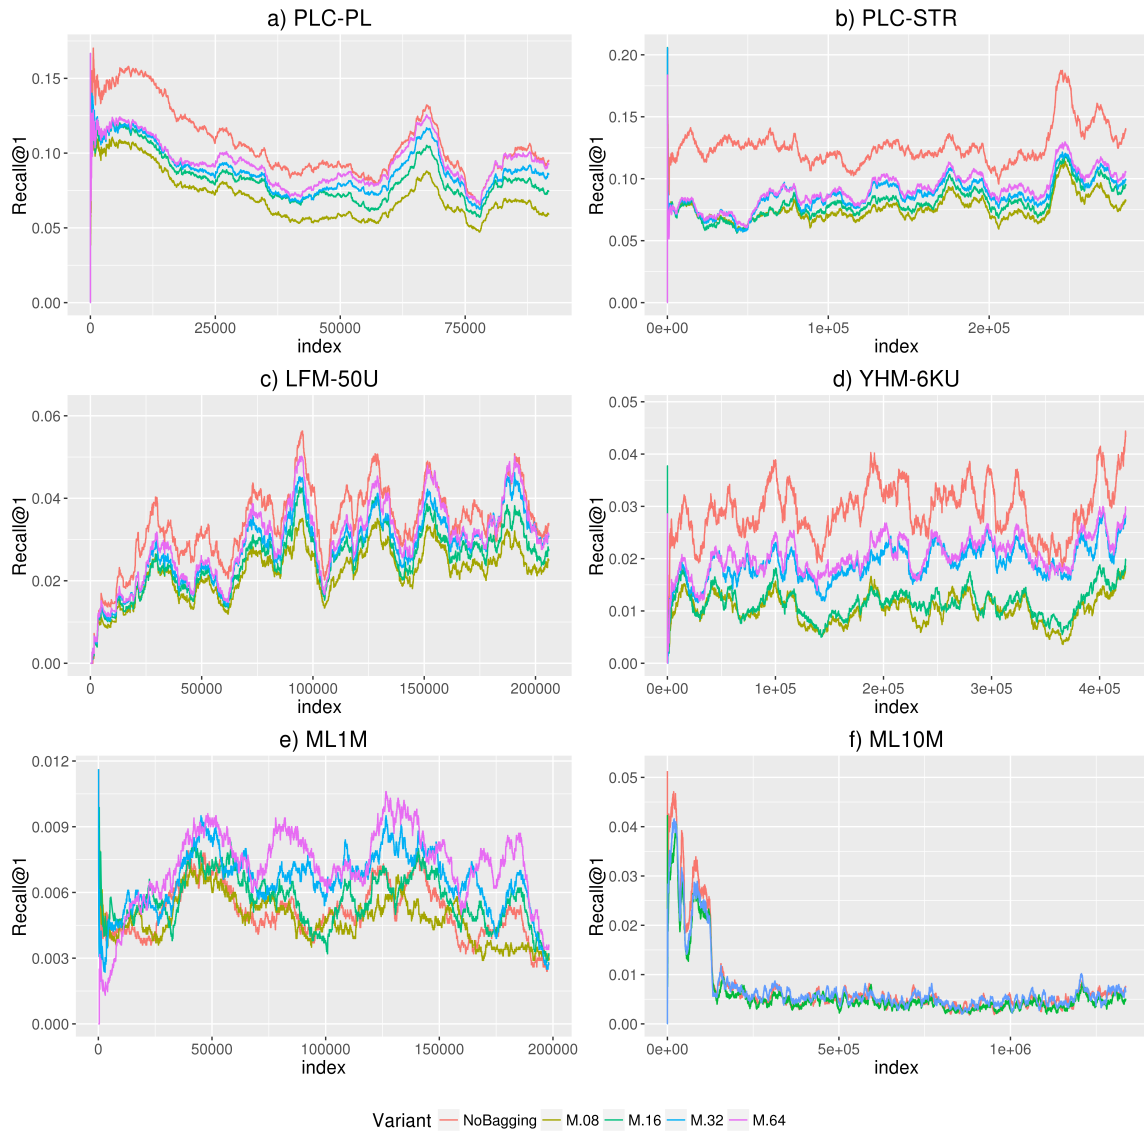 a) PLC-PL
b) PLC-STR
Recall@1
0.15
0.10
0.05
0.00
0
25000
50000
75000
index
Recall@1
0.20
0.15
0.10
0.05
0.00
0e+00
1e+05
2e+05
index
c) LFM-50U
d) YHM-6KU
Recall@1
0.06
0.04
0.02
0.00
0
50000
100000
150000
200000
index
Recall@1
0.05
0.04
0.03
0.02
0.01
0.00
0e+00
1e+05
2e+05
3e+05
4e+05
index
e) ML1M
f) ML10M
Recall@1
0.012
0.009
0.006
0.003
0.000
0
50000
100000
150000
200000
index
Recall@1
0.05
0.04
0.03
0.02
0.01
0.00
0e+00
5e+05
1e+06
index
Variant NoBagging M.08 M.16 M.32 M.64